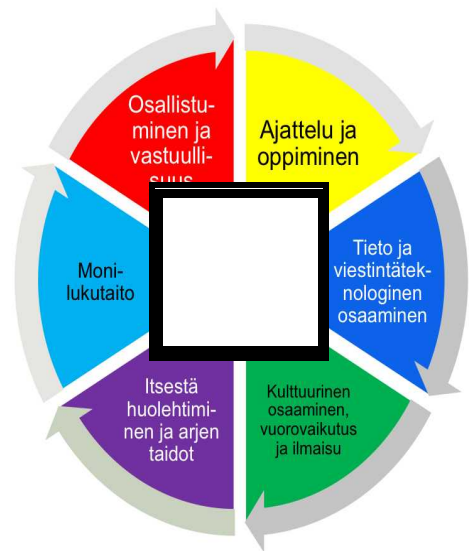 Osallistu-
minen ja
vastuulli-
suus
Ajattelu ja
oppiminen
Tieto ja
viestintätek-
nologinen
osaaminen
Kulttuurinen
osaaminen,
vuorovaikutus
ja ilmaisu
Itsestä
huolehtimi-
nen ja arjen
taidot
Moni-
lukutaito